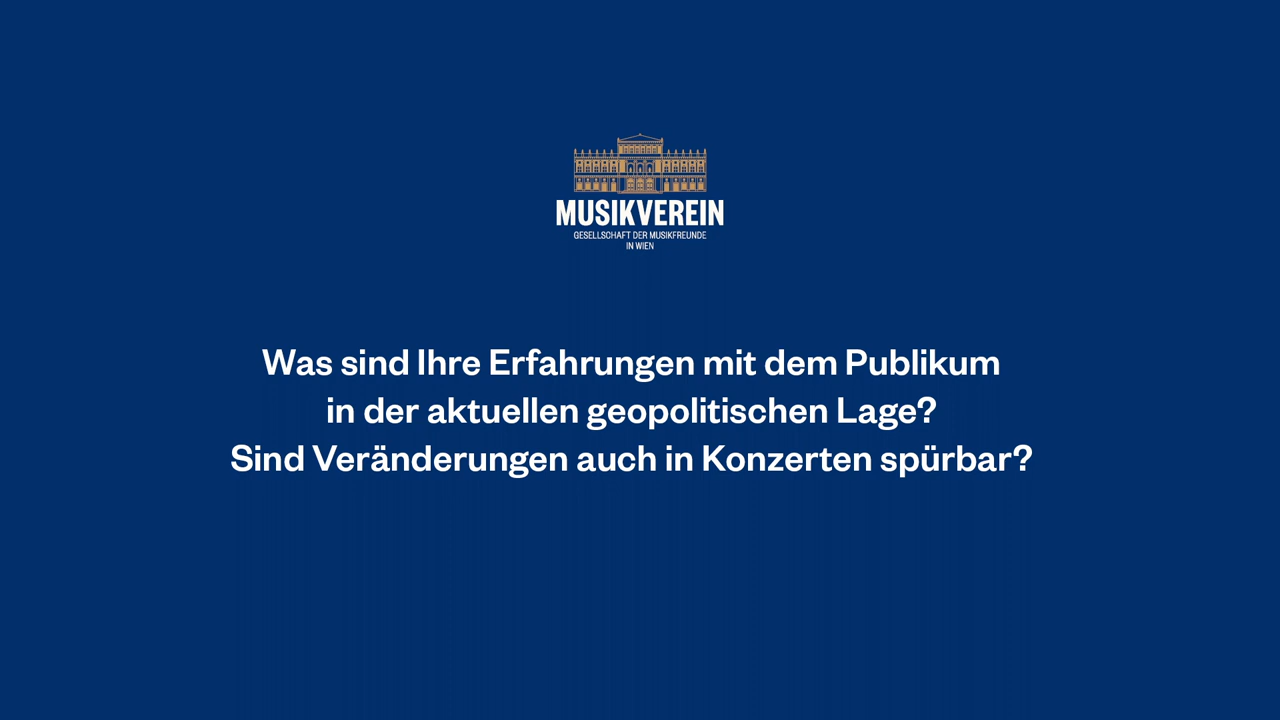 MUSIKVEREIN
GESELLSCHAFT DER MUSIKFREUNDE
IN WIEN
Was sind Ihre Erfahrungen mit dem Publikum
in der aktuellen geopolitischen Lage?
Sind Veränderungen auch in Konzerten spürbar?